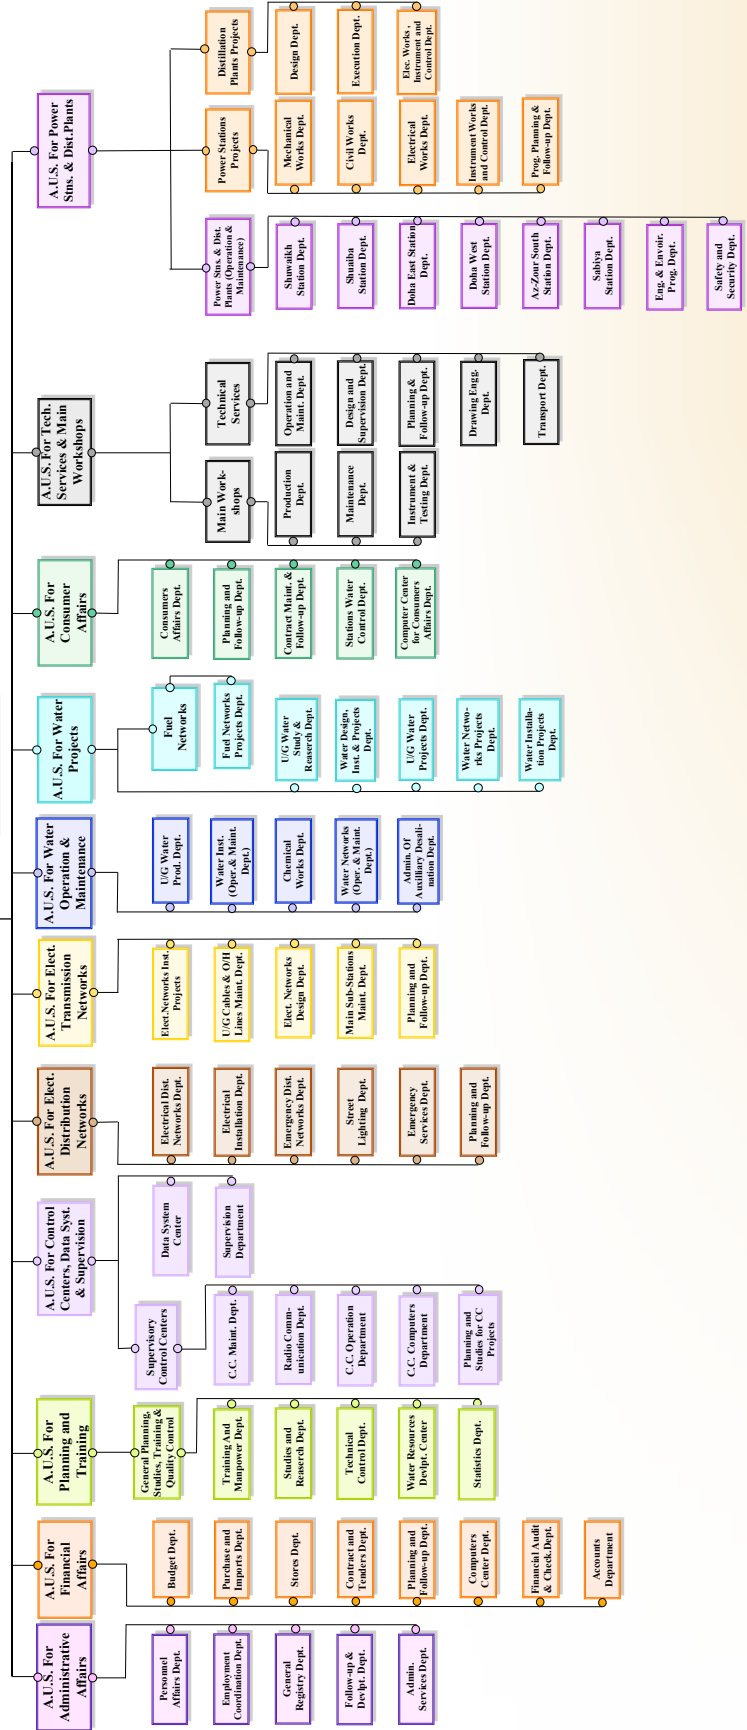 A.U.S. For
Administrative
Affairs
Personnel
Affairs Dept.
Employment
Coordination Dept.
General
Registry Dept.
Follow-up &
Devlpt. Dept.
Admin.
Services Dept.
A.U.S. For
Financial
Affairs
Budget Dept.
Purchase and
Imports Dept.
Stores Dept.
Contract and
Tenders Dept.
Planning and
Follow-up Dept.
Computers
Center Dept.
Financial Audit
& Check.Dept.
Accounts
Department
A.U.S. For
Planning and
Training
General Planning,
Studies, Training &
Quality Control
Training And
Manpower Dept.
Studies and
Reaserch Dept.
Technical
Control Dept.
Water Resources
Devlpt. Center
Statistics Dept.
A.U.S. For Control
Centers, Data Syst.
& Supervision
Supervisory
Control Centers
C.C. Maint. Dept.
Radio Comm-
unication Dept.
C.C. Operation
Department
C.C. Computers
Department
Planning and
Studies for CC
Projects
Data System
Center
Supervision
Department
A.U.S. For Elect.
Distribution
Networks
Electrical Dist.
Networks Dept.
Electrical
Installation Dept.
Emergency Dist.
Networks Dept.
Street
Lighting  Dept.
Emergency
Services Dept.
Planning and
Follow-up Dept.
A.U.S. For Elect.
Transmission
Networks
Elect.Networks Inst.
Projects
U/G Cables & O/H
Lines Maint. Dept.
Elect. Networks
Design Dept.
Main Sub-Stations
Maint. Dept.
Planning and
Follow-up Dept.
A.U.S. For Water
Operation &
Maintenance
U/G Water
Prod. Dept.
Water Inst.
(Oper.& Maint.
Dept.)
Chemical
Works Dept.
Water Networks
(Oper. & Maint.
Dept.)
Admin. Of
Auxilliary Desali-
nation Dept.
A.U.S. For Water
Projects
Fuel
Networks
Fuel Networks
Projects Dept.
U/G Water
Study &
Reaserch Dept.
Water Design,
Inst. & Projects
Dept.
U/G Water
Projects Dept.
Water Netwo-
rks Projects
Dept.
Water Installa-
tion Projects
Dept.
A.U.S. For
Consumer
Affairs
Consumers
Affairs Dept.
Planning and
Follow-up Dept.
Contract Maint. &
Follow-up Dept.
Stations Water
Control Dept.
Computer Center
for Consumers
Affairs Dept.
A.U.S. For Tech.
Services & Main
Workshops
Main Work-
shops
Production
Dept.
Maintenance
Dept.
Instrument &
Testing Dept.
Technical
Services
Operation and
Maint. Dept.
Design and
Supervision Dept.
Planning &
Follow-up Dept.
Drawing Engg.
Dept.
Transport Dept.
A.U.S. For Power
Stns. & Dist.Plants
Power Stns. & Dist.
Plants (Operation &
Maintenance)
Shuwaikh
Station Dept.
Shuaiba
Station Dept.
Doha East Station
Dept.
Doha West
Station Dept.
Az-Zour South
Station Dept.
Sabiya
Station Dept.
Eng. & Envoir.
Prog. Dept.
Safety and
Security Dept.
Power Stations
Projects
Mechanical
Works Dept.
Civil Works
Dept.
Electrical
Works Dept.
Instrument Works
and Control Dept.
Prog. Planning &
Follow-up Dept.
Distillation
Plants Projects
Design Dept.
Execution Dept.
Elec. Works ,
Instrument and
Control Dept.